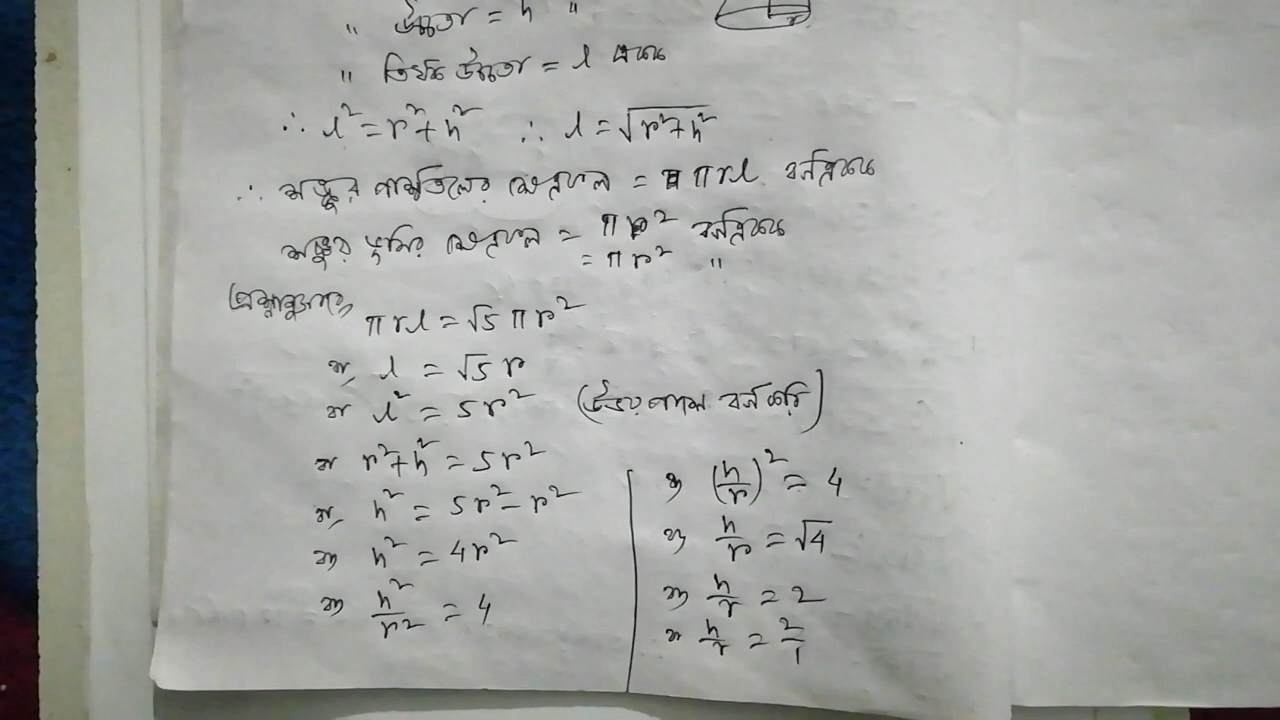 " উচ্চতা = h "
r
" তির্যক উচ্চতা = l একক
∴ l² = r² + h² ∴ l = √r² + h²
∴ শঙ্কুর পার্শ্বতলের ক্ষেত্রফল = πrl বর্গএকক
শঙ্কুর ভূমির ক্ষেত্রফল = πr² বর্গএকক
= πr² "
প্রশ্নানুসারে,
πrl = √5 πr²
বা, l = √5 r
বা l² = 5r² (উভয়পক্ষে বর্গ করি)
বা r² + h² = 5r²
বা, h² = 5r² – r²
বা h² = 4r²
বা h²/r² = 4
বা (h/r)² = 4
বা h/r = √4
বা h/r = 2
বা h/r = 2/1